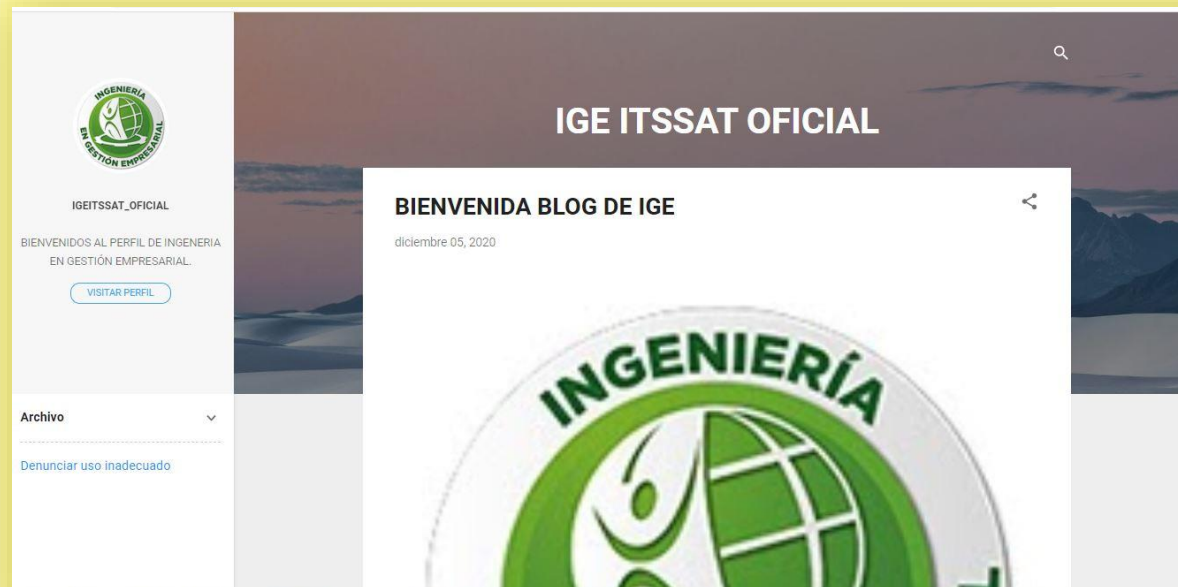 INGENIERÍA
EN GESTIÓN EMPRESARIAL
IGEITSSAT_OFICIAL
BIENVENIDOS AL PERFIL DE INGENERIA
EN GESTIÓN EMPRESARIAL.
VISITAR PERFIL
Archivo
Denunciar uso inadecuado
IGE ITSSAT OFICIAL
BIENVENIDA BLOG DE IGE
diciembre 05, 2020
INGENIERÍA